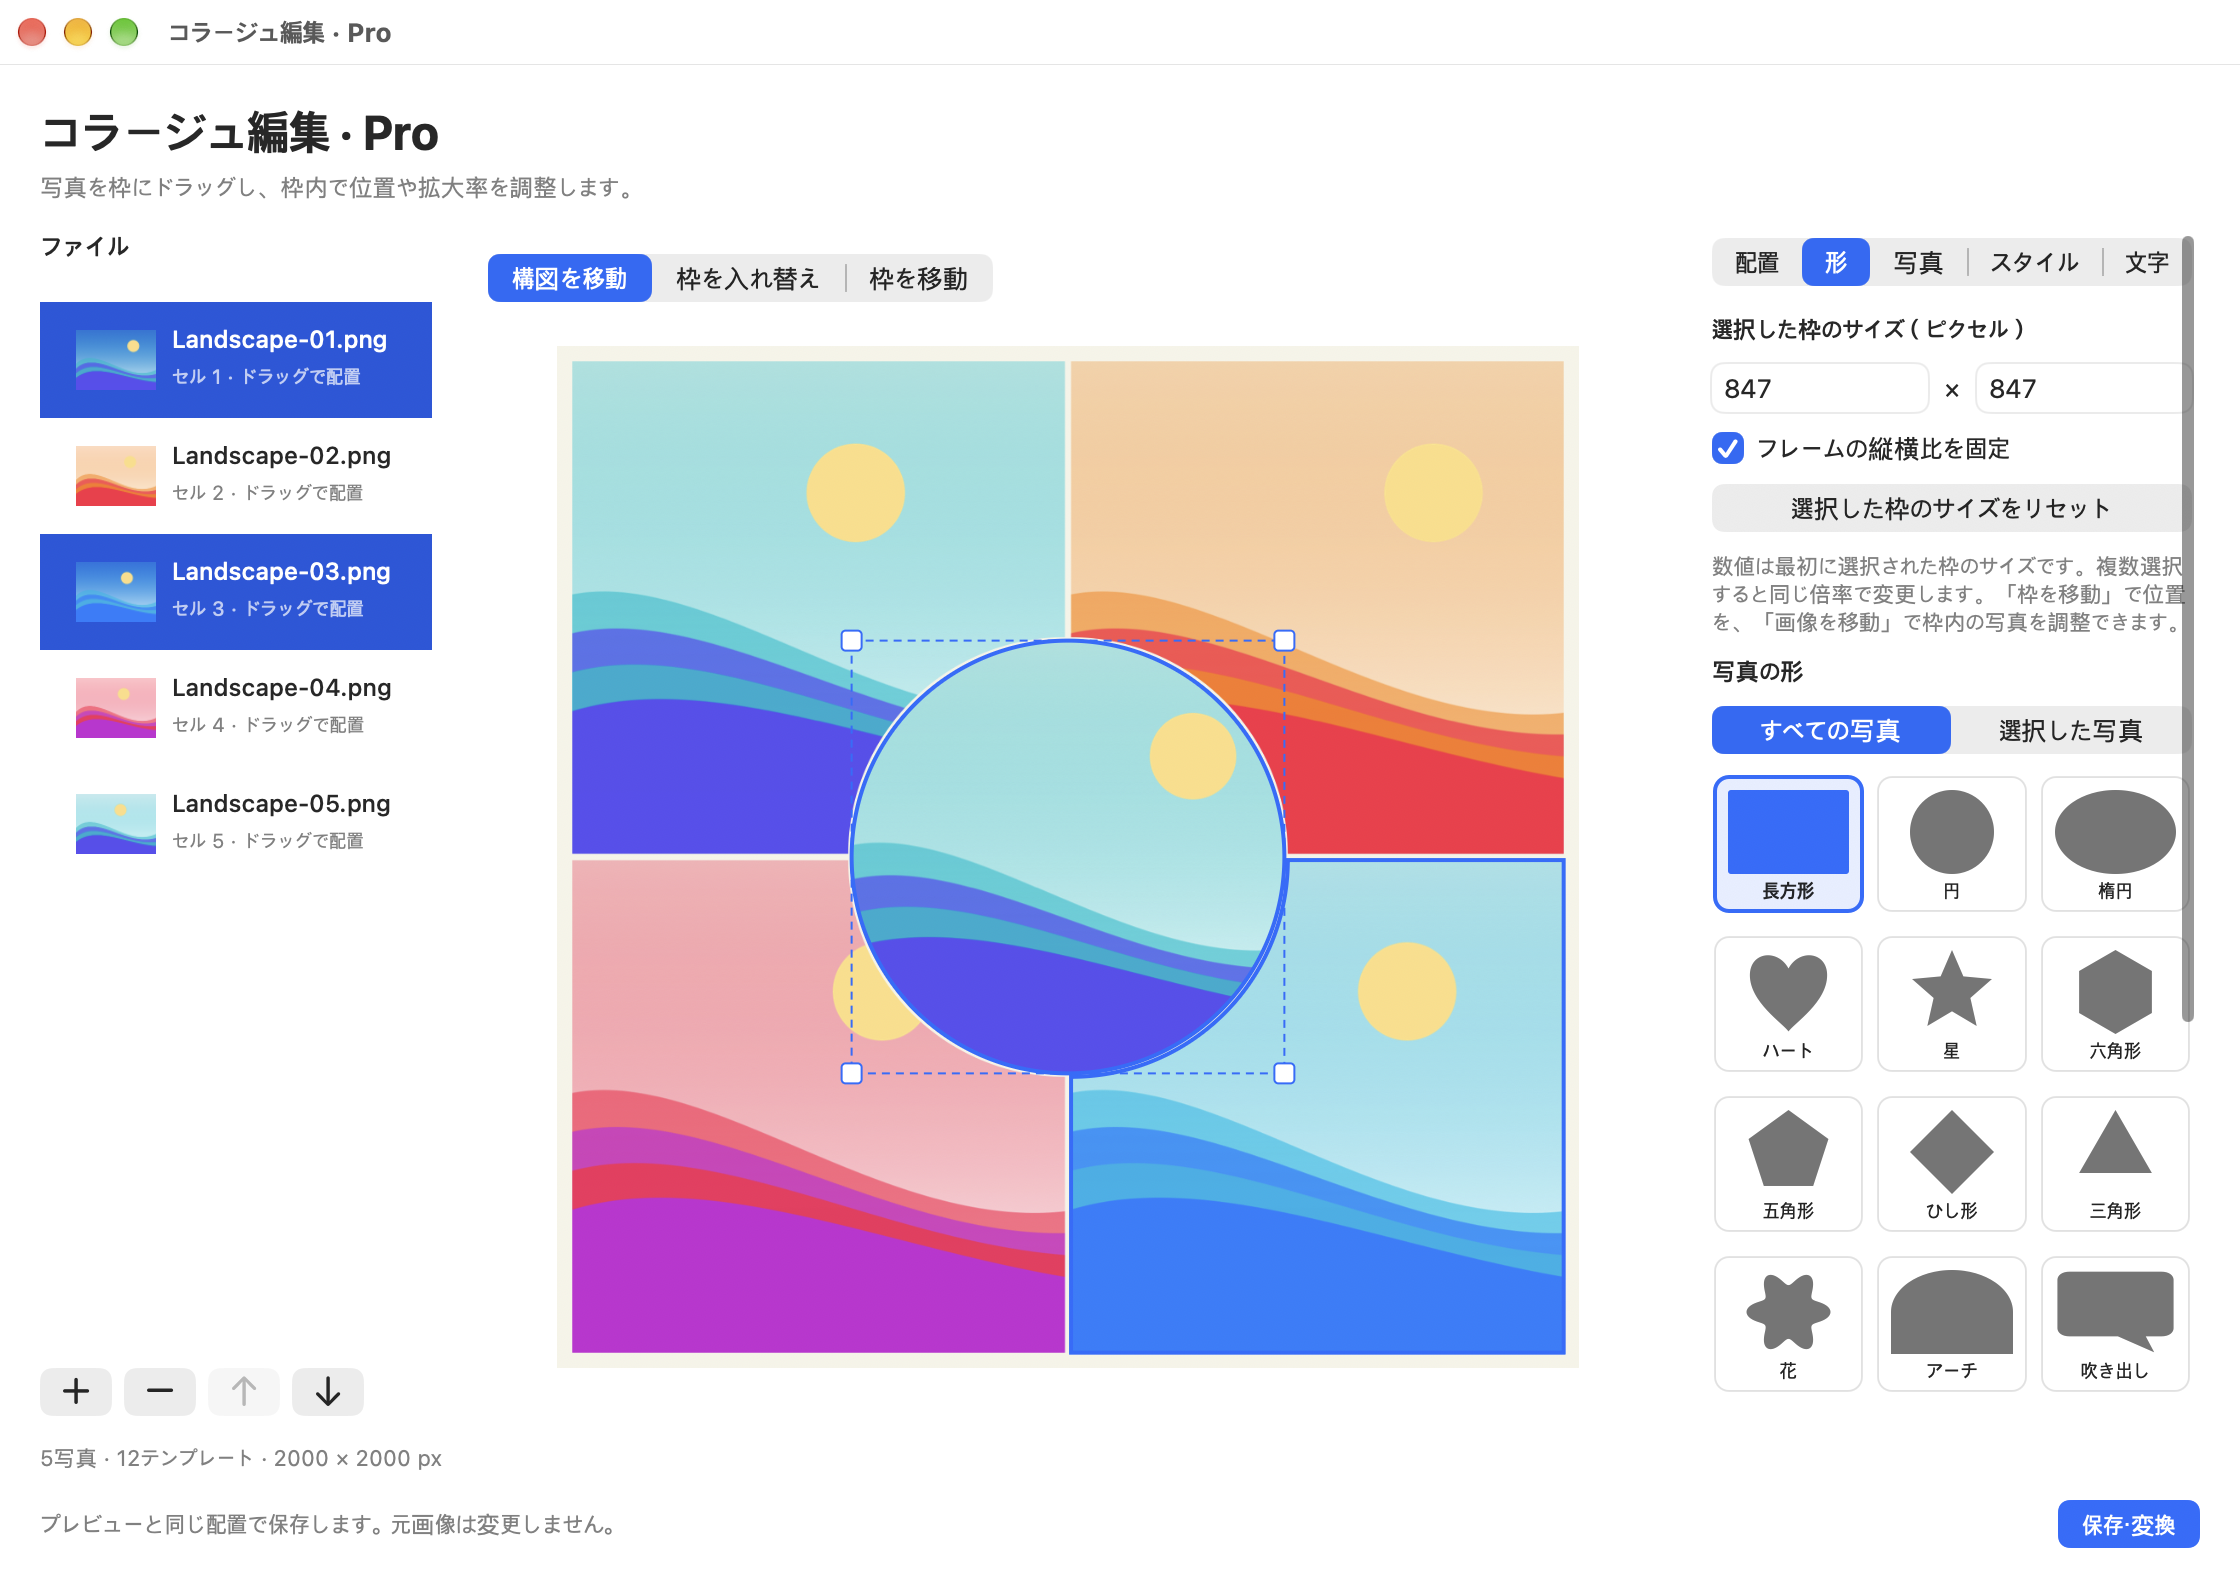 コラージュ編集 · Pro
コラージュ編集 · Pro
写真を枠にドラッグし、枠内で位置や拡大率を調整します。
ファイル
Landscape-01.png
セル 1 · ドラッグで配置
Landscape-02.png
セル 2 · ドラッグで配置
Landscape-03.png
セル 3 · ドラッグで配置
Landscape-04.png
セル 4 · ドラッグで配置
Landscape-05.png
セル 5 · ドラッグで配置
5写真 · 12テンプレート · 2000 × 2000 px
プレビューと同じ配置で保存します。元画像は変更しません。
構図を移動 枠を入れ替え 枠を移動
配置 形 写真 スタイル 文字
選択した枠のサイズ ( ピクセル )
847 × 847
フレームの縦横比を固定
選択した枠のサイズをリセット
数値は最初に選択された枠のサイズです。複数選択
すると同じ倍率で変更します。「枠を移動」で位置
を、「画像を移動」で枠内の写真を調整できます。
写真の形
すべての写真 選択した写真
長方形 円 楕円
ハート 星 六角形
五角形 ひし形 三角形
花 アーチ 吹き出し
保存·変換